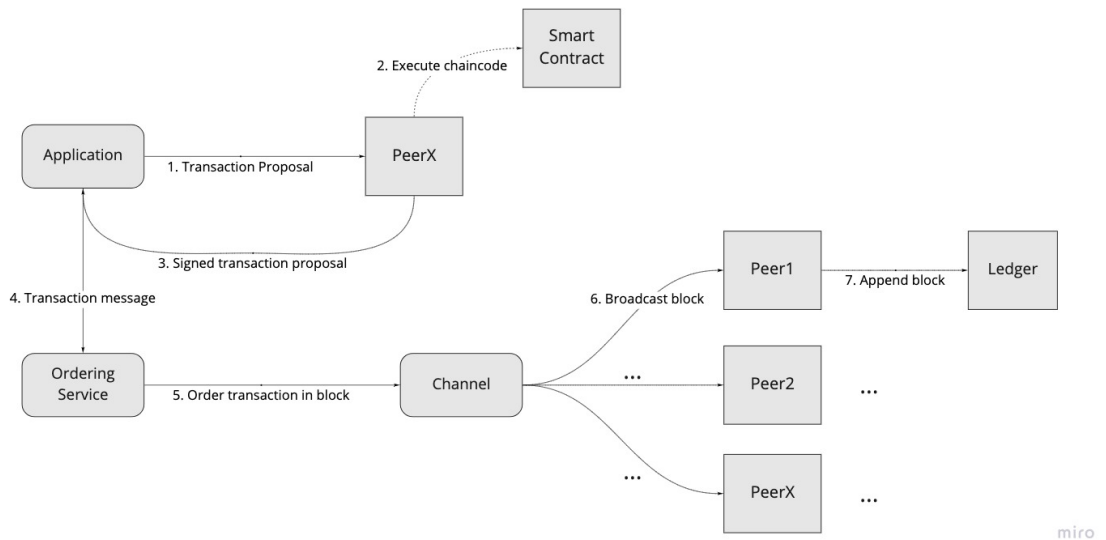 Smart
Contract
2. Execute chaincode
Application
PeerX
1. Transaction Proposal
3. Signed transaction proposal
4. Transaction message
Peer1
Ledger
7. Append block
6. Broadcast block
Ordering
Service
Channel
5. Order transaction in block
...
Peer2
...
...
PeerX
...
miro